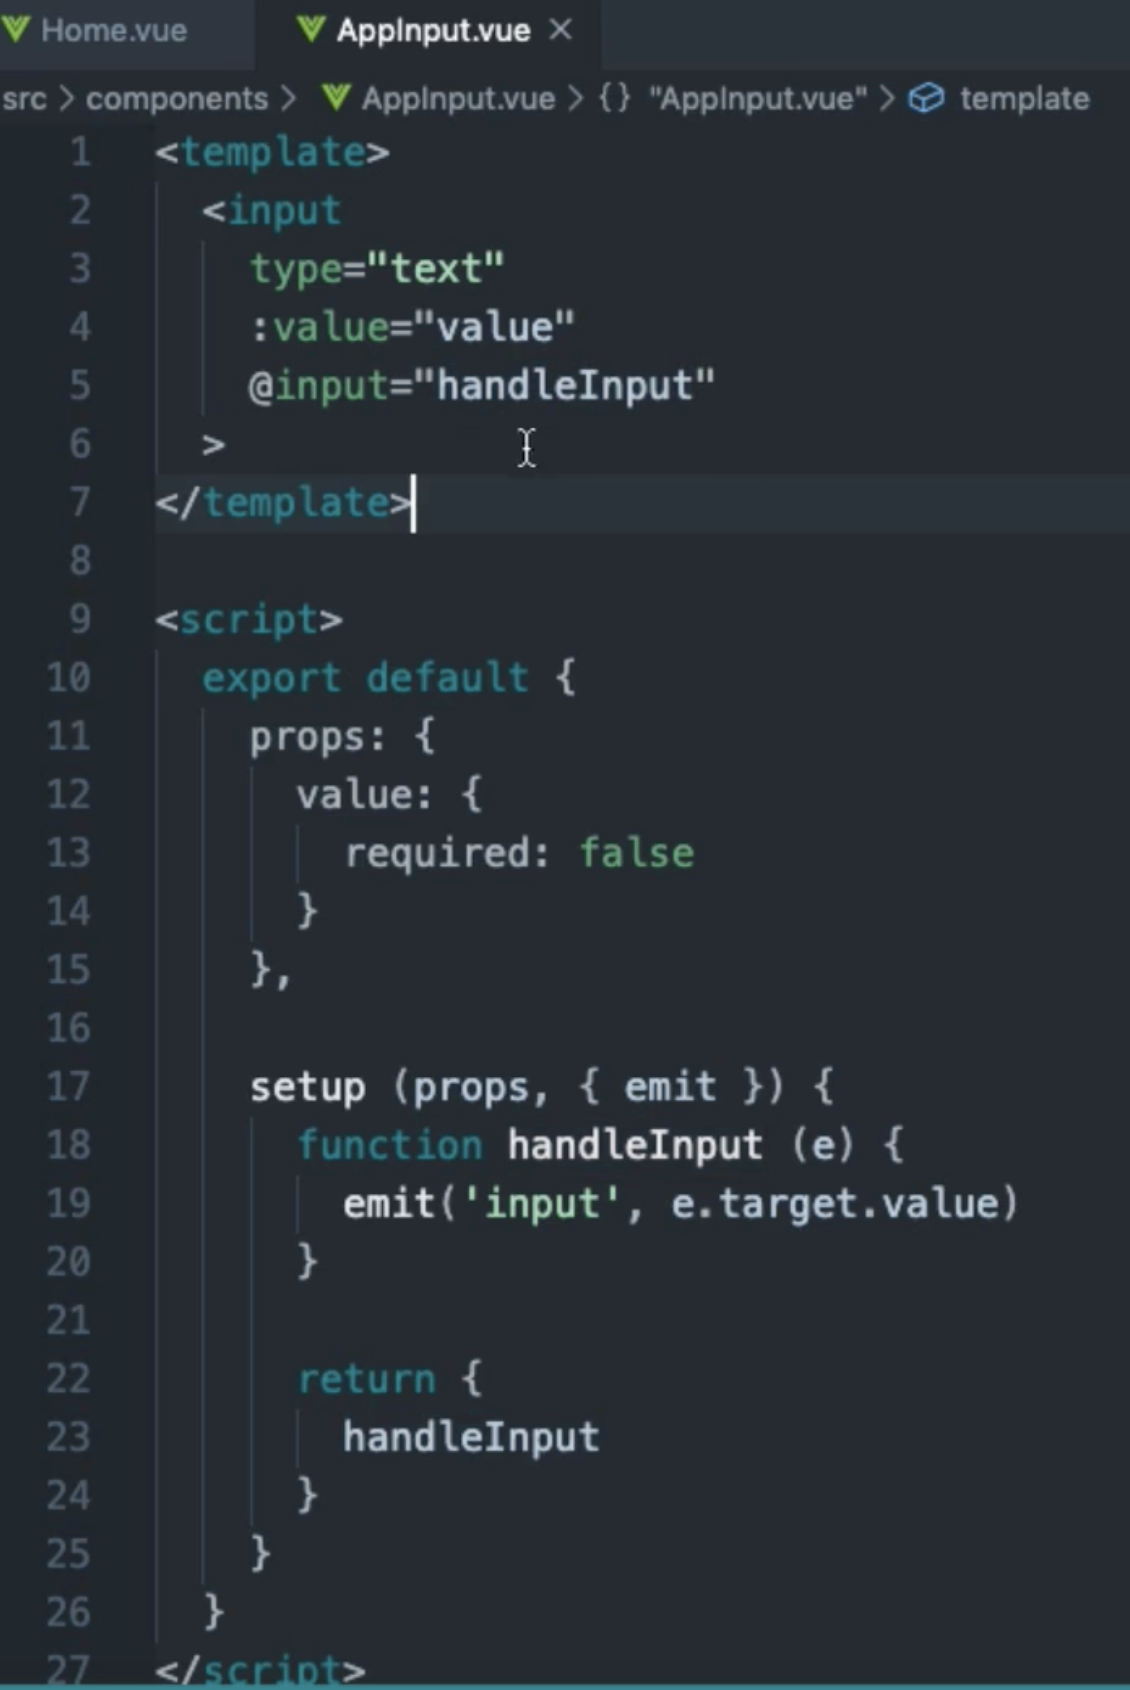 Home.vue
AppInput.vue
src > components > AppInput.vue > {} "AppInput.vue" > template
1 <template>
2 <input
3 type="text"
4 :value="value"
5 @input="handleInput"
6 >
7 </template>
8
9 <script>
10 export default {
11 props: {
12 value: {
13 required: false
14 }
15 },
16
17 setup (props, { emit }) {
18 function handleInput (e) {
19 emit('input', e.target.value)
20 }
21
22 return {
23 handleInput
24 }
25 }
26 }
27 </script>